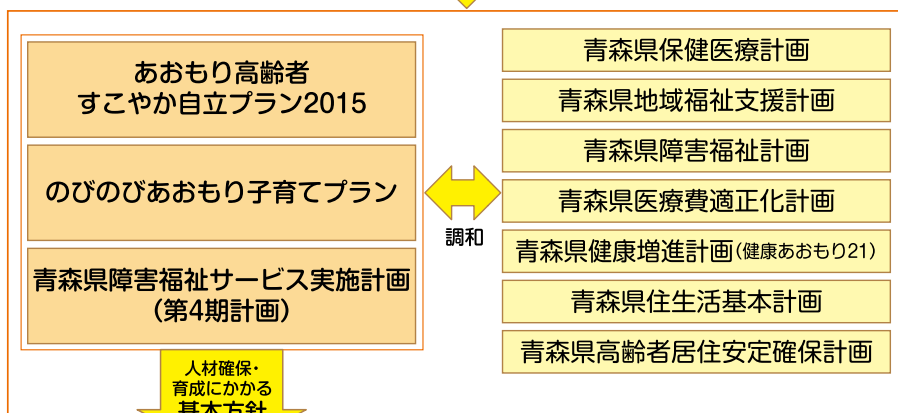 あおもり高齢者
すこやか自立プラン2015
のびのびあおもり子育てプラン
青森県障害福祉サービス実施計画
(第4期計画)
調和
青森県保健医療計画
青森県地域福祉支援計画
青森県障害福祉計画
青森県医療費適正化計画
青森県健康増進計画(健康あおもり21)
青森県住生活基本計画
青森県高齢者居住安定確保計画
人材確保・
育成にかかる
基本方針